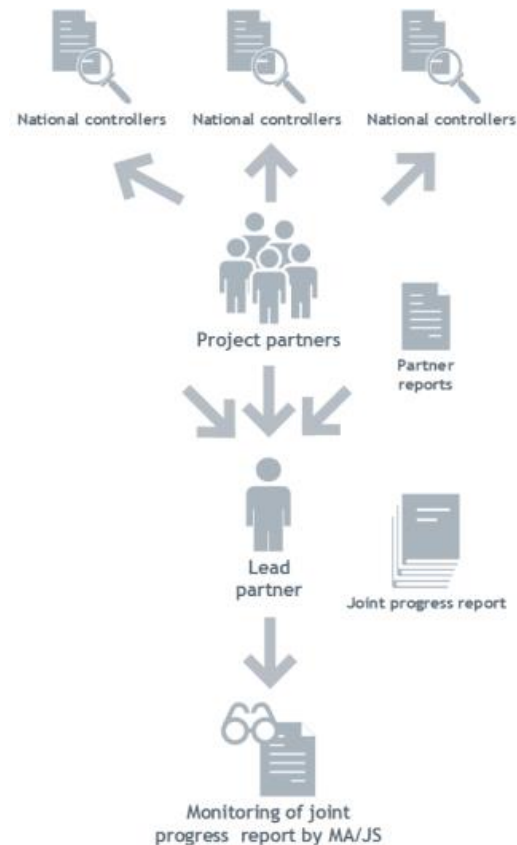 National controllers
National controllers
National controllers
Project partners
Partner
reports
Lead
partner
Joint progress report
Monitoring of joint
progress report by MA/JS